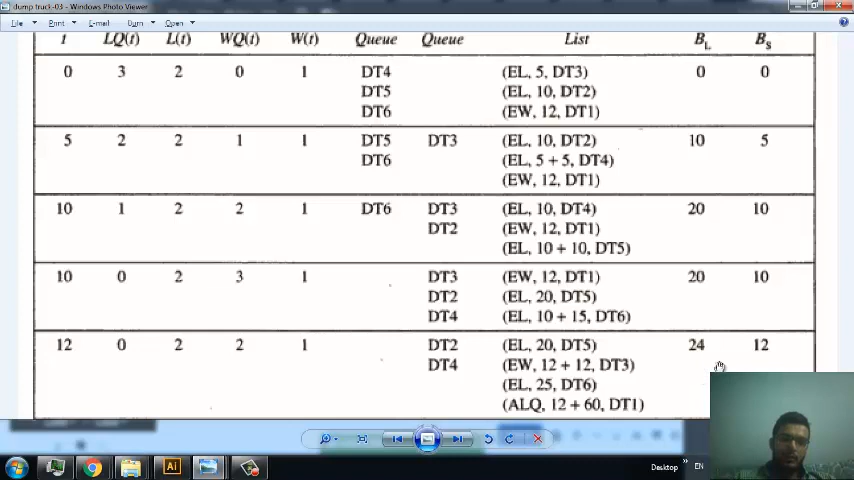 dump truck-03 - Windows Photo Viewer
File Print E-mail Burn Open
t LQ(t) L(t) WQ(t) W(t) Queue Queue List BL BS
0 3 2 0 1 DT4 (EL, 5, DT3) 0 0
DT5 (EL, 10, DT2)
DT6 (EW, 12, DT1)
5 2 2 1 1 DT5 DT3 (EL, 10, DT2) 10 5
DT6 (EL, 5 + 5, DT4)
(EW, 12, DT1)
10 1 2 2 1 DT6 DT3 (EL, 10, DT4) 20 10
DT2 (EW, 12, DT1)
(EL, 10 + 10, DT5)
10 0 2 3 1 DT3 (EW, 12, DT1) 20 10
DT2 (EL, 20, DT5)
DT4 (EL, 10 + 15, DT6)
12 0 2 2 1 DT2 (EL, 20, DT5) 24 12
DT4 (EW, 12 + 12, DT3)
(EL, 25, DT6)
(ALQ, 12 + 60, DT1)
Ai Desktop » EN